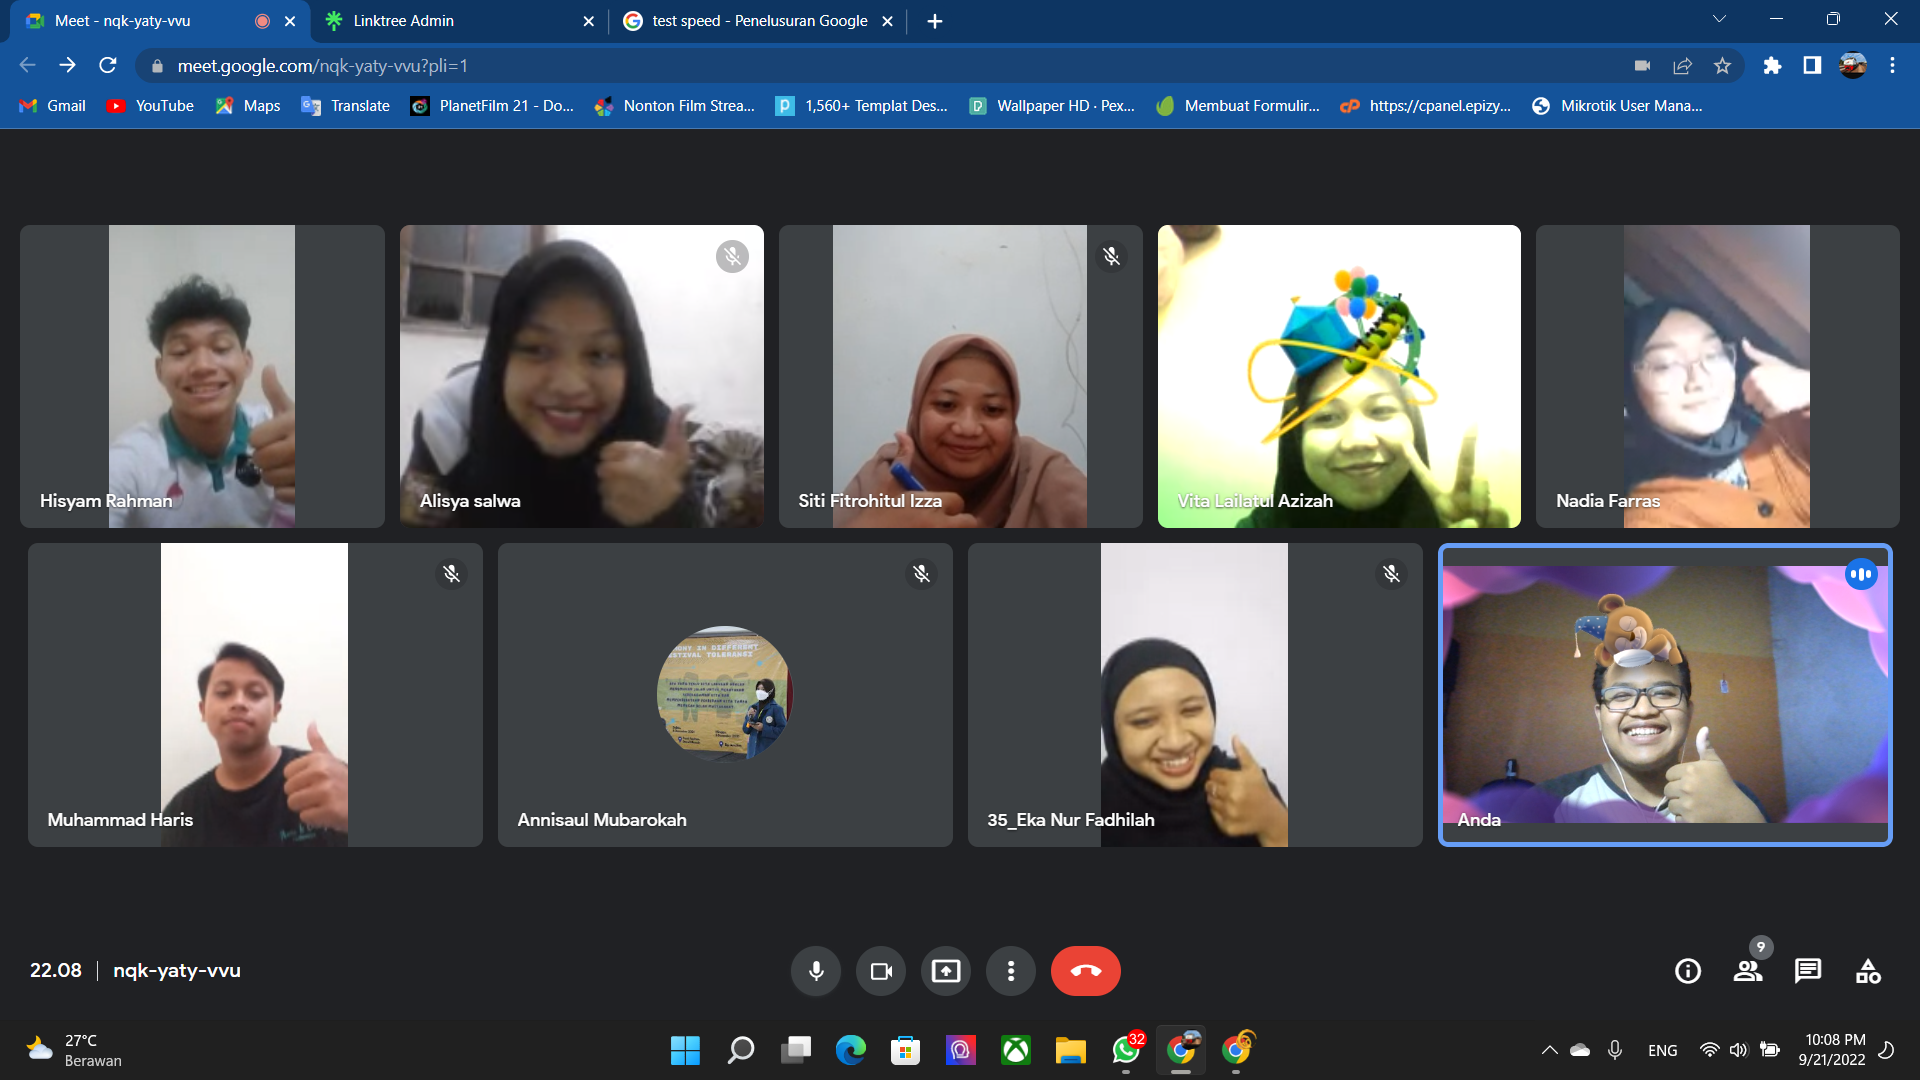 Meet - nqk-yaty-vvu
Linktree Admin
test speed - Penelusuran Google
meet.google.com/nqk-yaty-vvu?pli=1
Gmail
YouTube
Maps
Translate
PlanetFilm 21 - Do...
Nonton Film Strea...
1,560+ Templat Des...
Wallpaper HD · Pex...
Membuat Formulir...
https://cpanel.epizy...
Mikrotik User Mana...
Hisyam Rahman
Alisya salwa
Siti Fitrohitul Izza
Vita Lailatul Azizah
Nadia Farras
IN DIFFERENT
TOLERANSI
Muhammad Haris
Annisaul Mubarokah
35_Eka Nur Fadhilah
Anda
22.08
nqk-yaty-vvu
9
27°C
Berawan
32
ENG
10:08 PM
9/21/2022